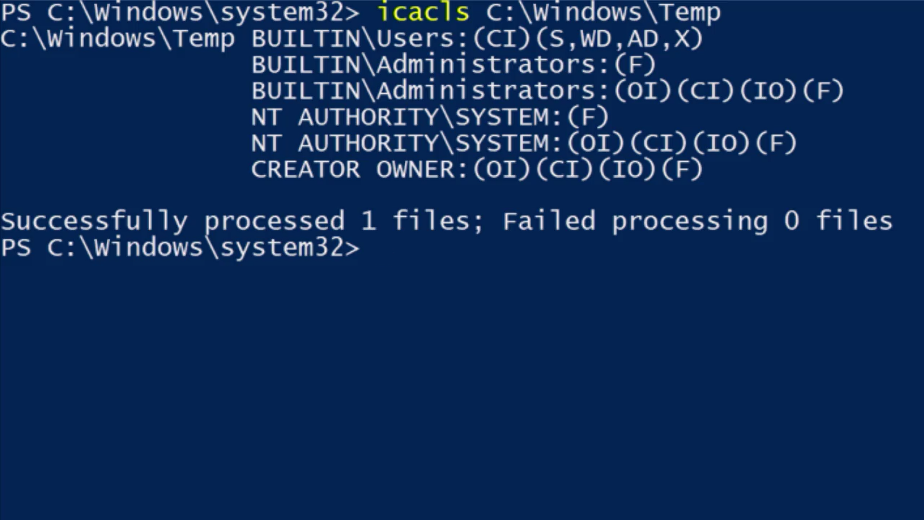 PS C:\Windows\system32> icacls C:\Windows\Temp
C:\Windows\Temp BUILTIN\Users:(CI)(S,WD,AD,X)
BUILTIN\Administrators:(F)
BUILTIN\Administrators:(OI)(CI)(IO)(F)
NT AUTHORITY\SYSTEM:(F)
NT AUTHORITY\SYSTEM:(OI)(CI)(IO)(F)
CREATOR OWNER:(OI)(CI)(IO)(F)
Successfully processed 1 files; Failed processing 0 files
PS C:\Windows\system32>